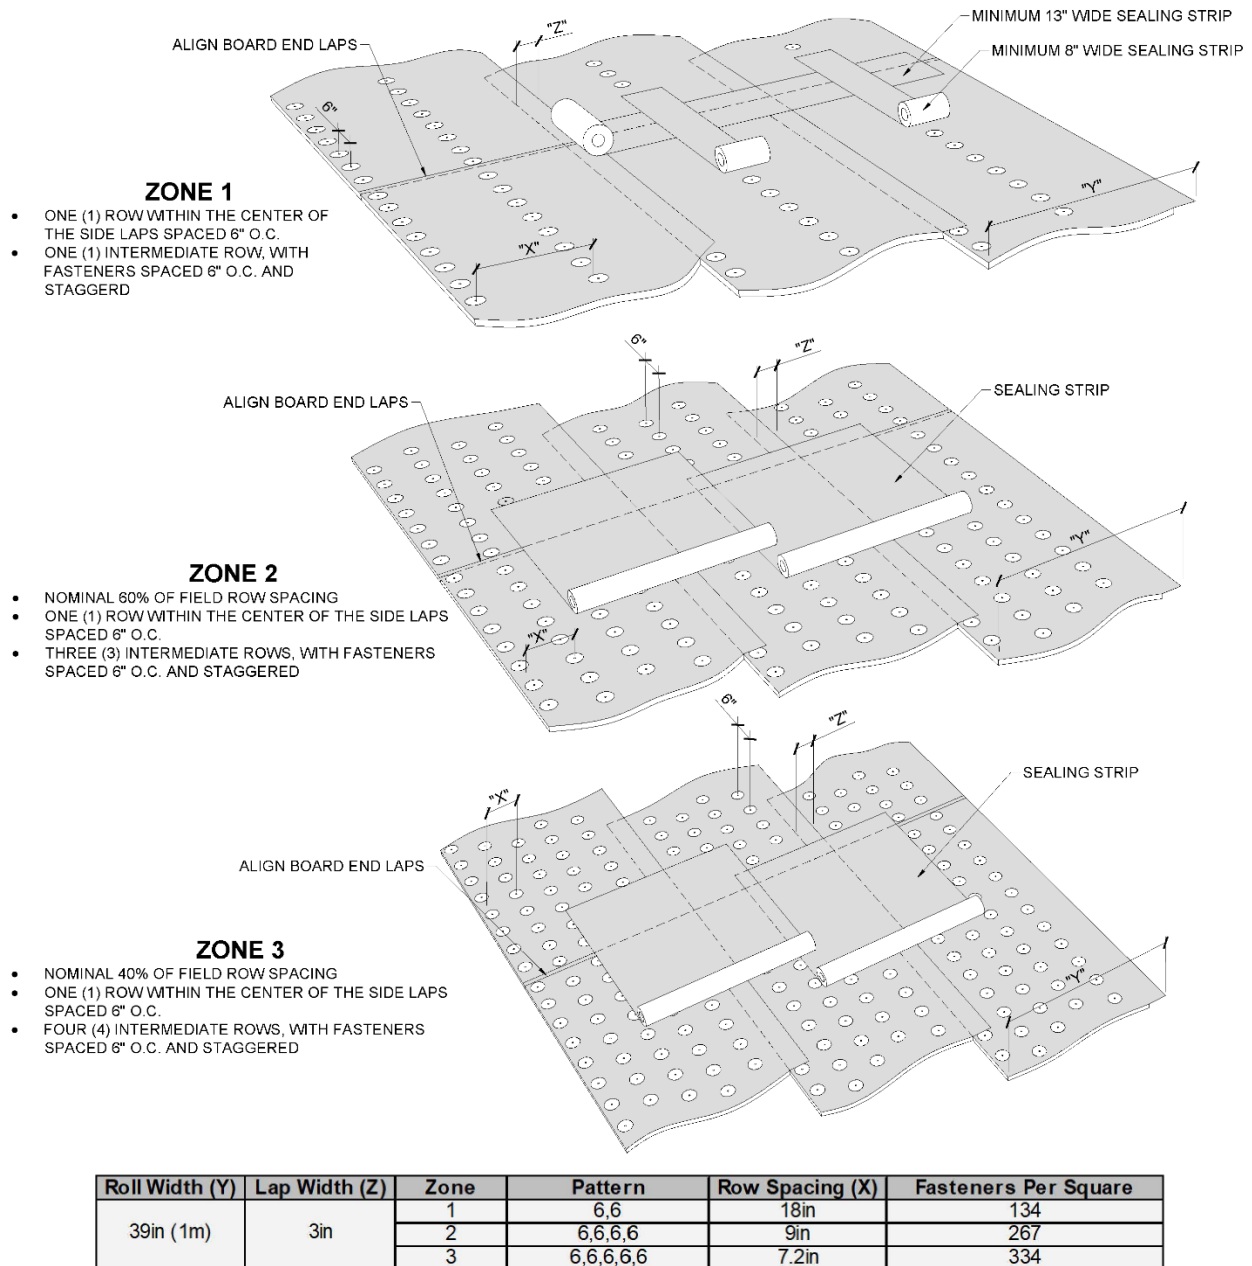 "Z"
MINIMUM 13" WIDE SEALING STRIP
ALIGN BOARD END LAPS
MINIMUM 8" WIDE SEALING STRIP
6"
ZONE 1
• ONE (1) ROW WITHIN THE CENTER OF
THE SIDE LAPS SPACED 6" O.C.
• ONE (1) INTERMEDIATE ROW, WITH
FASTENERS SPACED 6" O.C. AND
STAGGERD
"X"
"Y"
6"
"Z"
ALIGN BOARD END LAPS
SEALING STRIP
"Y"
ZONE 2
• NOMINAL 60% OF FIELD ROW SPACING
• ONE (1) ROW WITHIN THE CENTER OF THE SIDE LAPS
SPACED 6" O.C.
• THREE (3) INTERMEDIATE ROWS, WITH FASTENERS
SPACED 6" O.C. AND STAGGERED
"X"
6"
"Z"
"X"
SEALING STRIP
ALIGN BOARD END LAPS
ZONE 3
• NOMINAL 40% OF FIELD ROW SPACING
• ONE (1) ROW WITHIN THE CENTER OF THE SIDE LAPS
SPACED 6" O.C.
• FOUR (4) INTERMEDIATE ROWS, WITH FASTENERS
SPACED 6" O.C. AND STAGGERED
"Y"
Roll Width (Y) Lap Width (Z) Zone Pattern Row Spacing (X) Fasteners Per Square
39in (1m) 3in 1 6,6 18in 134
2 6,6,6,6 9in 267
3 6,6,6,6,6 7.2in 334